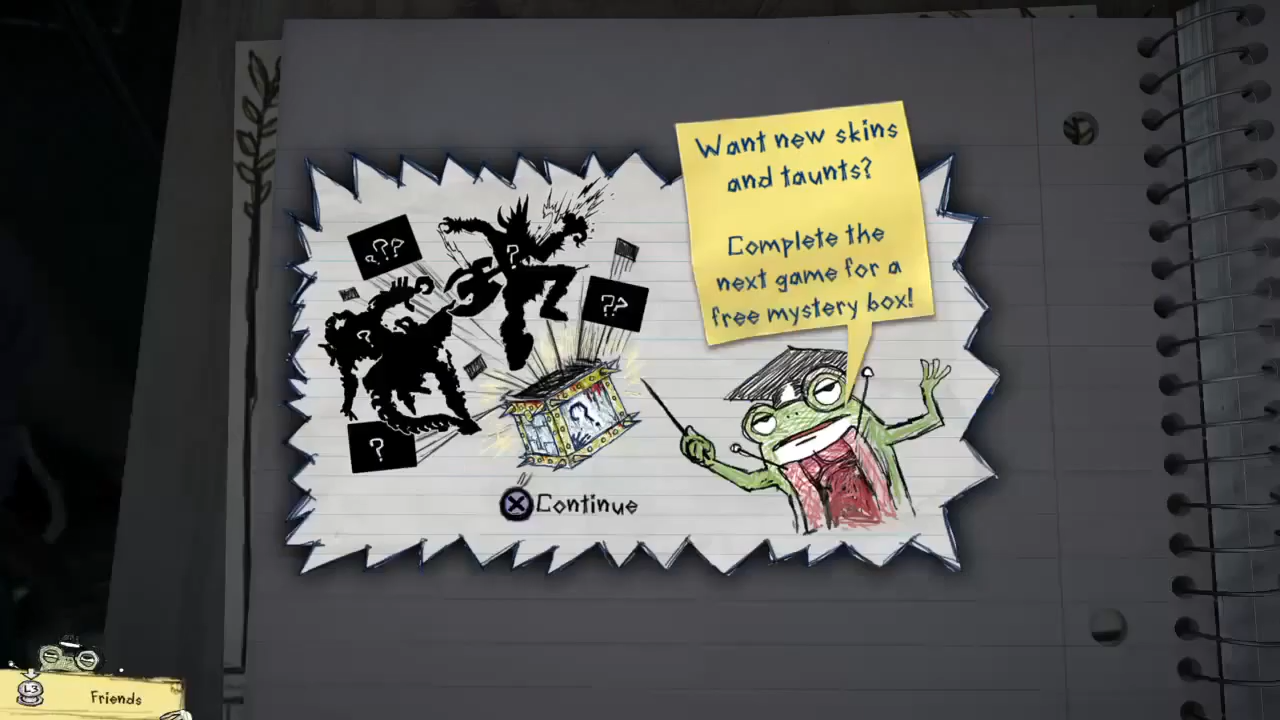 Want new skins
and taunts?
Complete the
next game for a
free mystery box!
???
?
??
?
?
?
?
Continue
L3
Friends